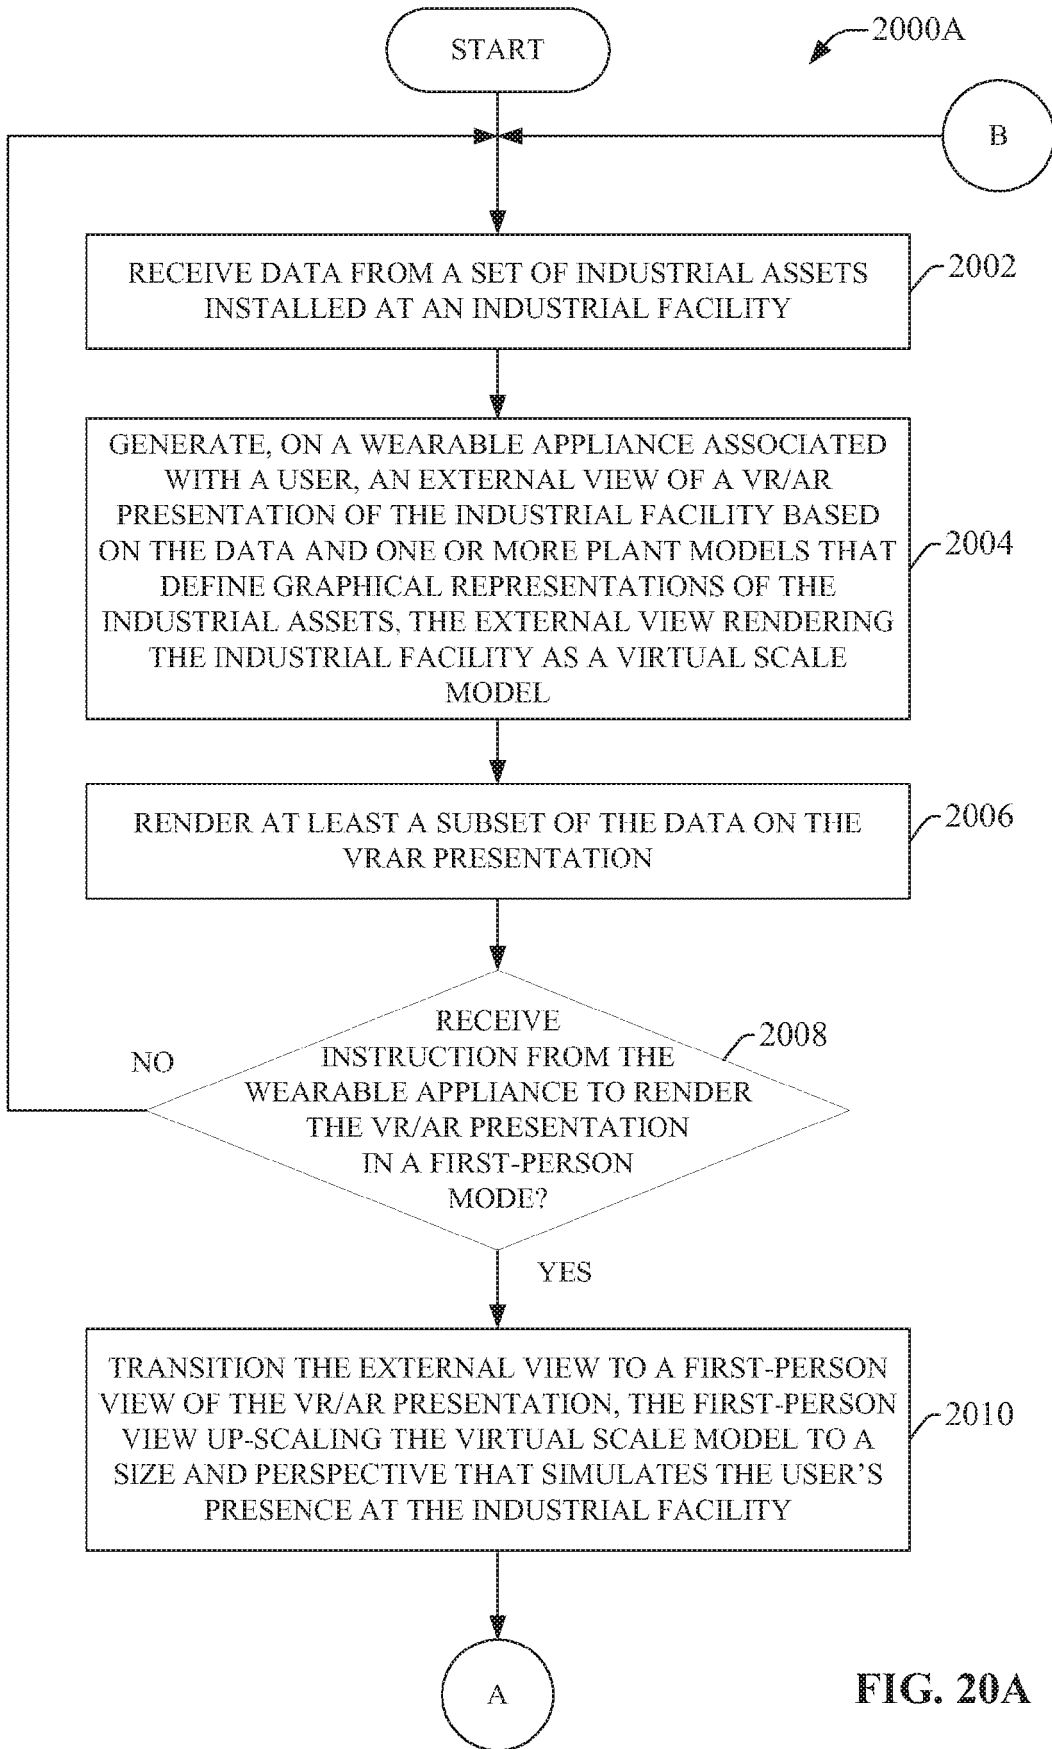 START
2000A
B
RECEIVE DATA FROM A SET OF INDUSTRIAL ASSETS
INSTALLED AT AN INDUSTRIAL FACILITY
2002
GENERATE, ON A WEARABLE APPLIANCE ASSOCIATED
WITH A USER, AN EXTERNAL VIEW OF A VR/AR
PRESENTATION OF THE INDUSTRIAL FACILITY BASED
ON THE DATA AND ONE OR MORE PLANT MODELS THAT
DEFINE GRAPHICAL REPRESENTATIONS OF THE
INDUSTRIAL ASSETS, THE EXTERNAL VIEW RENDERING
THE INDUSTRIAL FACILITY AS A VIRTUAL SCALE
MODEL
2004
RENDER AT LEAST A SUBSET OF THE DATA ON THE
VRAR PRESENTATION
2006
RECEIVE
INSTRUCTION FROM THE
WEARABLE APPLIANCE TO RENDER
THE VR/AR PRESENTATION
IN A FIRST-PERSON
MODE?
2008
NO
YES
TRANSITION THE EXTERNAL VIEW TO A FIRST-PERSON
VIEW OF THE VR/AR PRESENTATION, THE FIRST-PERSON
VIEW UP-SCALING THE VIRTUAL SCALE MODEL TO A
SIZE AND PERSPECTIVE THAT SIMULATES THE USER'S
PRESENCE AT THE INDUSTRIAL FACILITY
2010
A
FIG. 20A